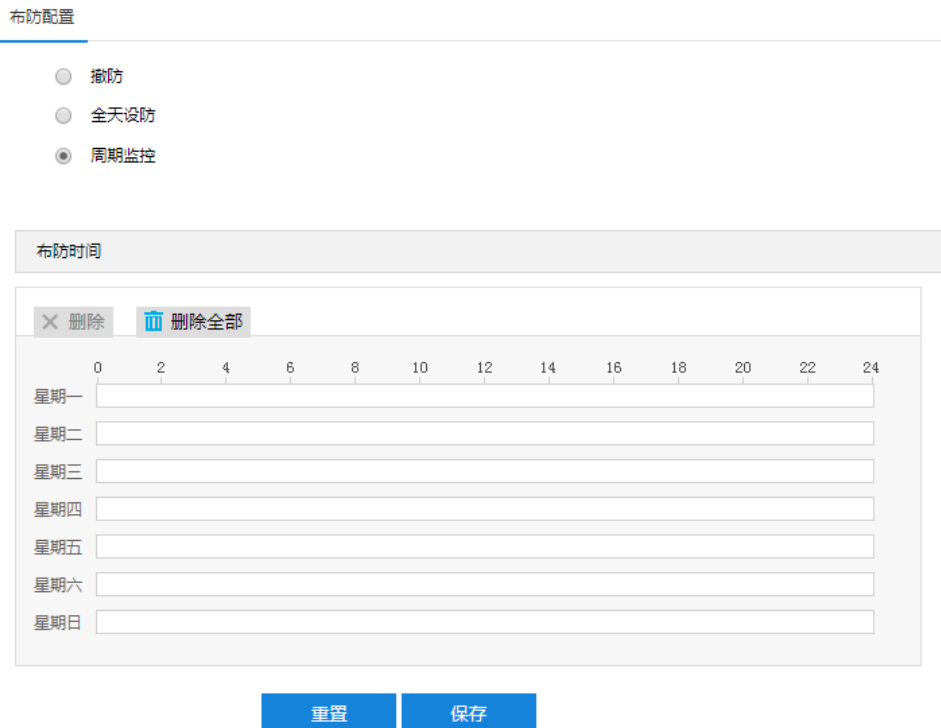 布防配置
撤防
全天设防
周期监控
布防时间
删除 删除全部
0 2 4 6 8 10 12 14 16 18 20 22 24
星期一
星期二
星期三
星期四
星期五
星期六
星期日
重置 保存